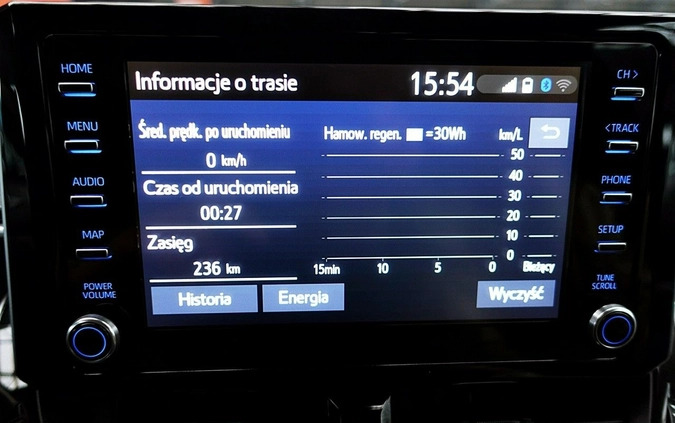 HOME
MENU
AUDIO
MAP
POWER
VOLUME
Informacje o trasie
15:54
Śred. prędk. po uruchomieniu
0 km/h
Czas od uruchomienia
00:27
Zasięg
236 km
Hamow. regen. =30Wh
km/L
50
40
30
20
10
0
15min 10 5 0 Bieżący
Historia
Energia
Wyczyść
CH >
< TRACK
PHONE
SETUP
TUNE
SCROLL